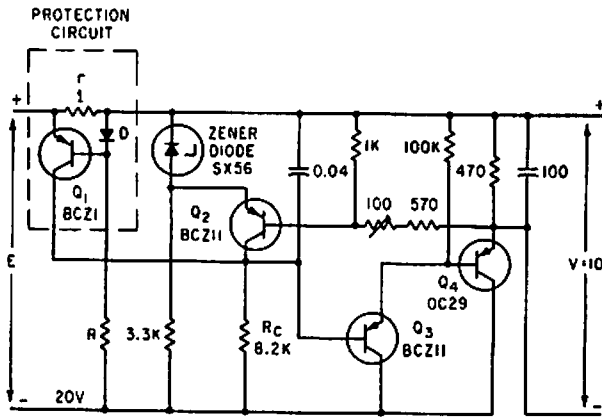 PROTECTION
CIRCUIT
r
1
+
+
D
ZENER
DIODE
SX56
1K
100K
470
0.04
100
100
570
Q1
BCZ1
Q2
BCZ11
Q4
OC29
E
V=10
Q3
BCZ11
R
3.3K
RC
8.2K
-
20V
-